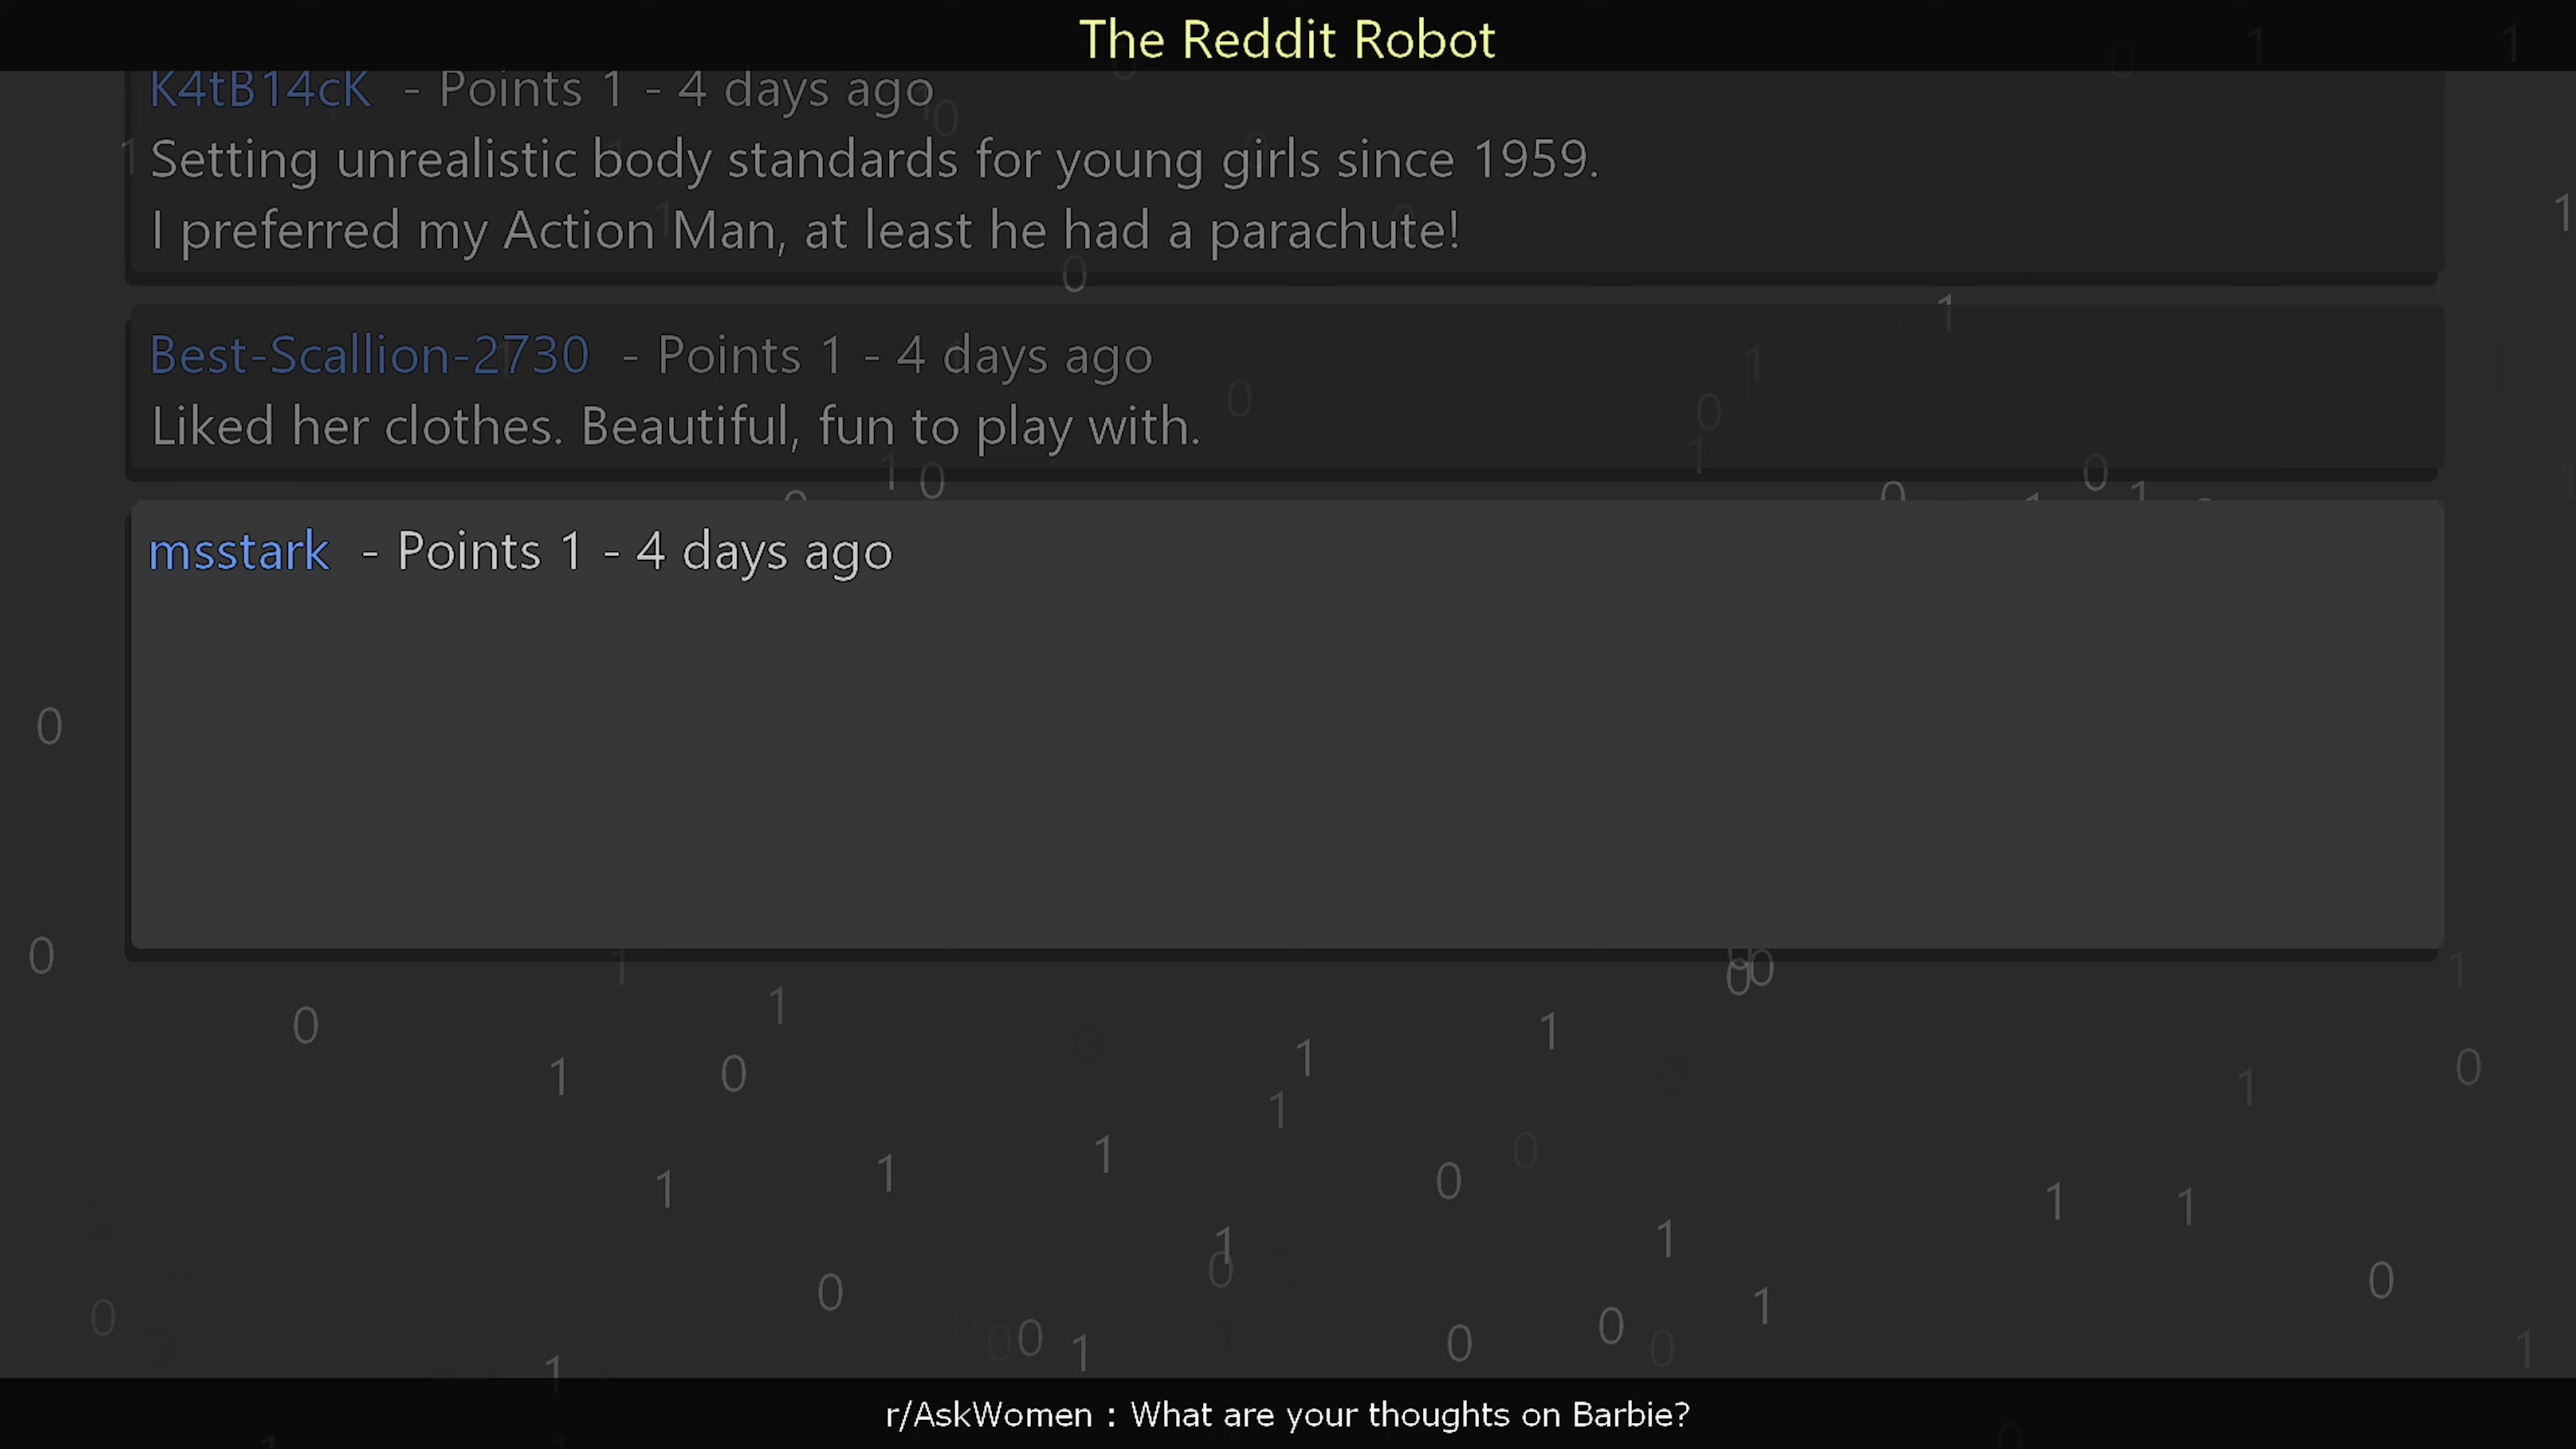 The Reddit Robot
K4tB14cK - Points 1 - 4 days ago
Setting unrealistic body standards for young girls since 1959.
I preferred my Action Man, at least he had a parachute!
Best-Scallion-2730 - Points 1 - 4 days ago
Liked her clothes. Beautiful, fun to play with.
msstark - Points 1 - 4 days ago
r/AskWomen : What are your thoughts on Barbie?